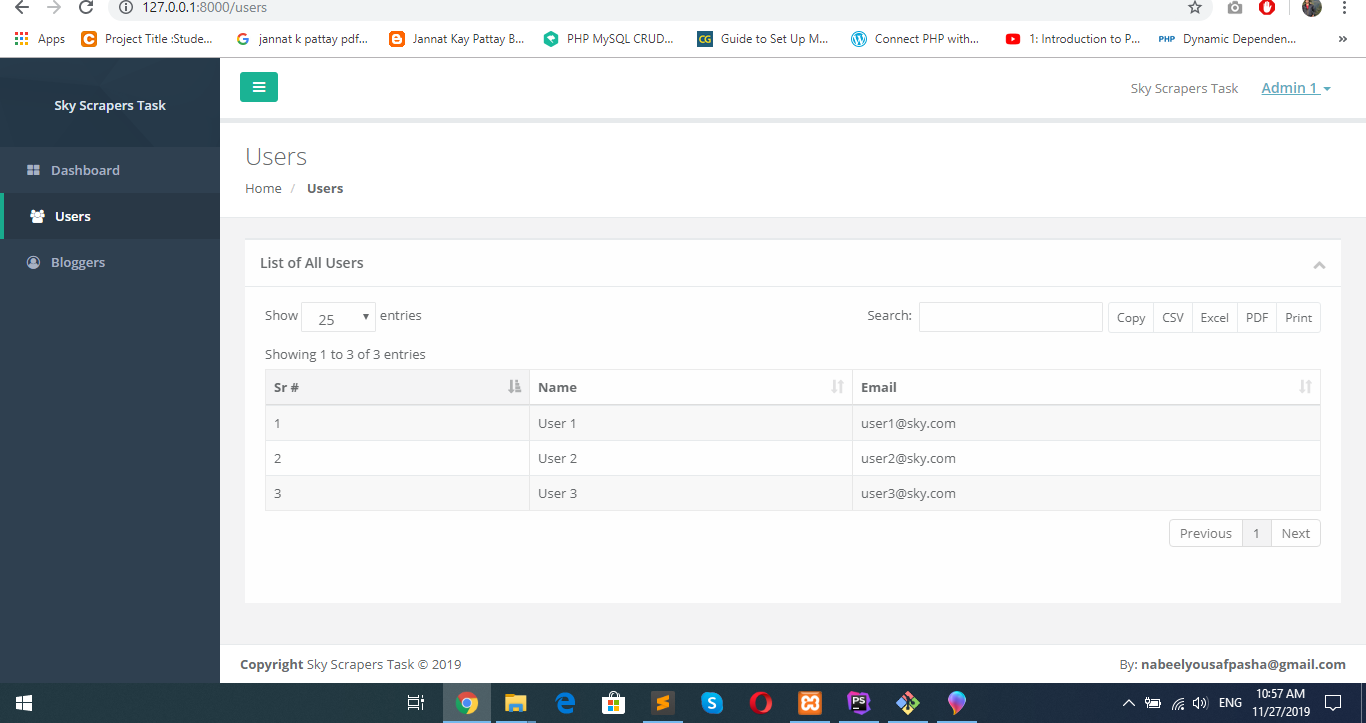 127.0.0.1:8000/users
Apps Project Title :Stude... jannat k pattay pdf... Jannat Kay Pattay B... PHP MySQL CRUD... CG Guide to Set Up M... Connect PHP with... 1: Introduction to P... PHP Dynamic Dependen... »
Sky Scrapers Task
Sky Scrapers Task Admin 1
Dashboard
Users
Bloggers
Users
Home / Users
List of All Users
Show 25 entries Search: Copy CSV Excel PDF Print
Showing 1 to 3 of 3 entries
Sr # Name Email
1 User 1 user1@sky.com
2 User 2 user2@sky.com
3 User 3 user3@sky.com
Previous 1 Next
Copyright Sky Scrapers Task © 2019 By: nabeelyousafpasha@gmail.com
PS ENG 10:57 AM
11/27/2019